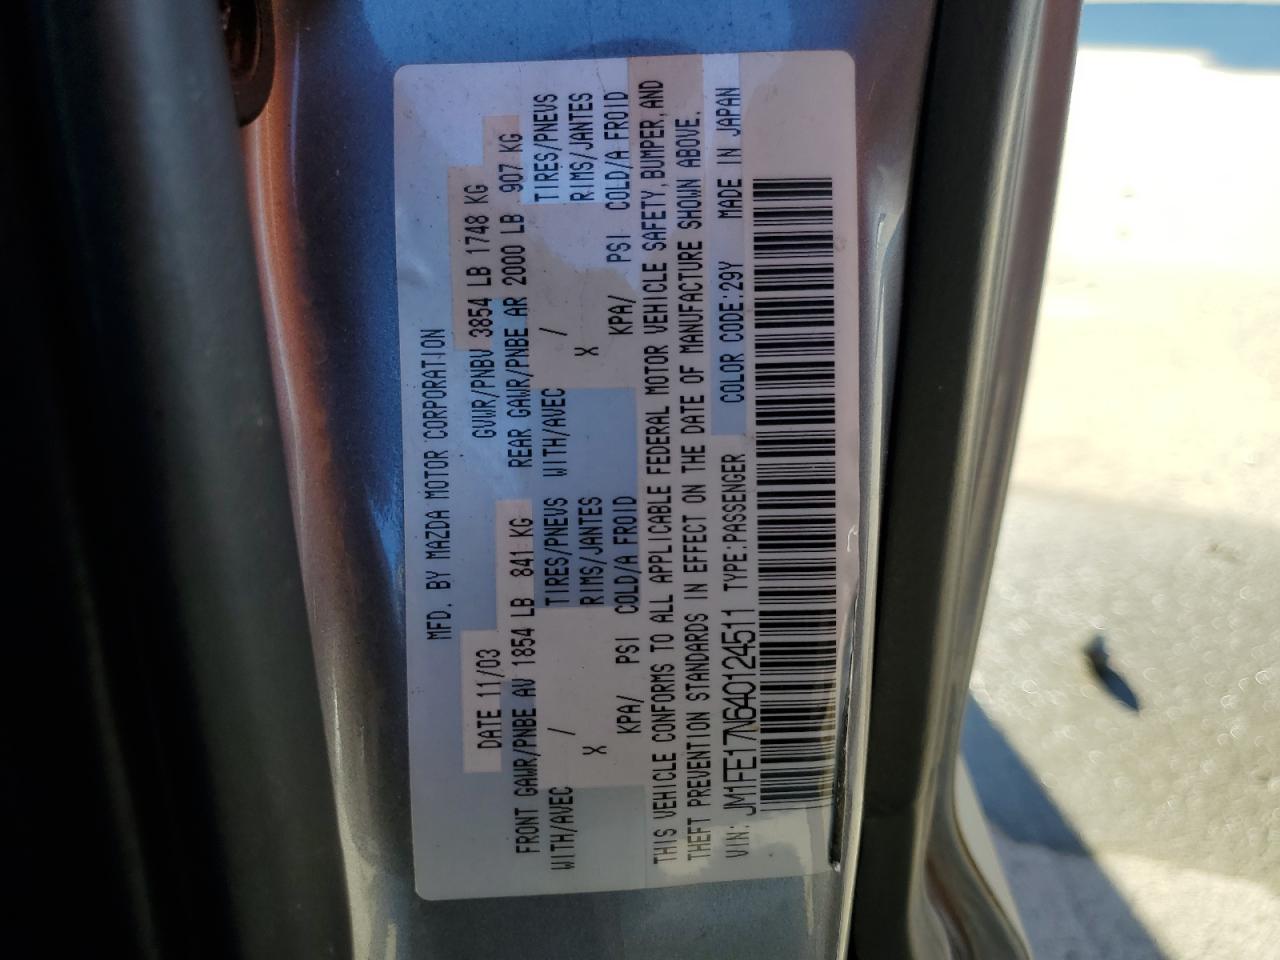 MFD. BY MAZDA MOTOR CORPORATION
DATE 11/03 GVWR/PNBV 3854 LB 1748 KG
FRONT GAWR/PNBE AV 1854 LB 841 KG REAR GAWR/PNBE AR 2000 LB 907 KG
WITH/AVEC / TIRES/PNEUS WITH/AVEC / TIRES/PNEUS
X RIMS/JANTES X RIMS/JANTES
KPA/ PSI COLD/A FROID KPA/ PSI COLD/A FROID
THIS VEHICLE CONFORMS TO ALL APPLICABLE FEDERAL MOTOR VEHICLE SAFETY, BUMPER, AND
THEFT PREVENTION STANDARDS IN EFFECT ON THE DATE OF MANUFACTURE SHOWN ABOVE.
VIN: JM1FE17N640124511 TYPE:PASSENGER COLOR CODE:29Y MADE IN JAPAN